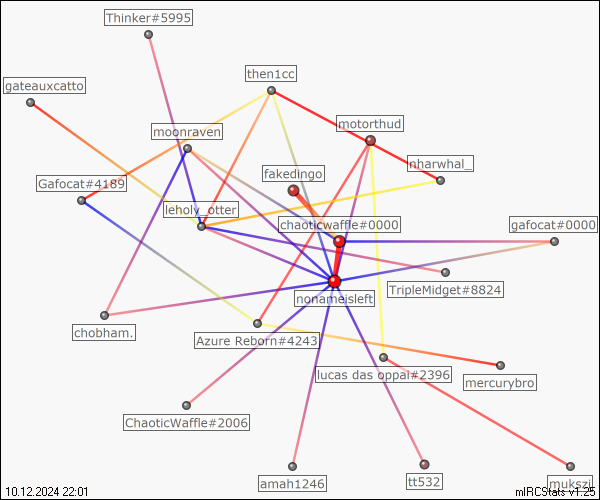 Thinker#5995
then1cc
gateauxcatto
motorthud
moonraven
nharwhal_
fakedingo
Gafocat#4189
leholy_otter
chaoticwaffle#0000
gafocat#0000
TripleMidget#8824
nonameisleft
chobham.
Azure Reborn#4243
lucas das oppai#2396
mercurybro
ChaoticWaffle#2006
amah1246
tt532
mukszi
10.12.2024 22:01
mIRCStats v1.25